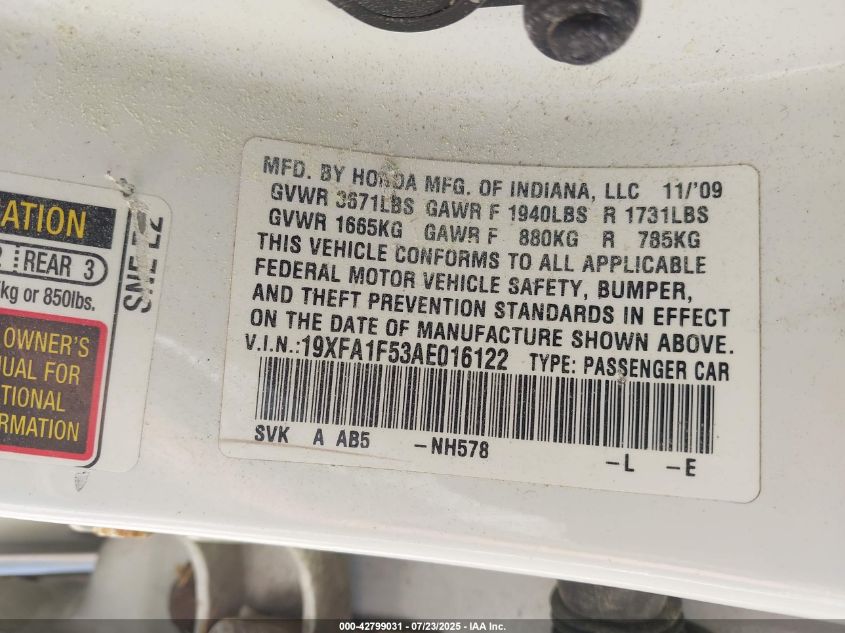 MFD. BY HONDA MFG. OF INDIANA, LLC 11/'09
GVWR 3671LBS GAWR F 1940LBS R 1731LBS
GVWR 1665KG GAWR F 880KG R 785KG
THIS VEHICLE CONFORMS TO ALL APPLICABLE
FEDERAL MOTOR VEHICLE SAFETY, BUMPER,
AND THEFT PREVENTION STANDARDS IN EFFECT
ON THE DATE OF MANUFACTURE SHOWN ABOVE.
V.I.N.:19XFA1F53AE016122 TYPE: PASSENGER CAR
SVK A AB5 -NH578 -L -E
ATION
REAR 3
kg or 850lbs.
OWNER'S
UAL FOR
TIONAL
RMATION
SNE
000-42799031 - 07/23/2025 - IAA Inc.